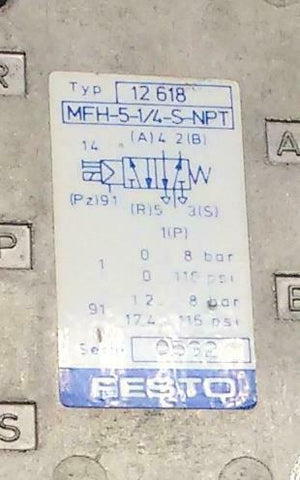 R
Typ 12 618
MFH-5-1/4-S-NPT
(A)4 2(B)
14
A
(Pz)91
(R)5 3(S)
1(P)
P
1 0 8 bar
0 116 psi
91 1.2 8 bar
17.4 116 psi
Serie
FESTO
S